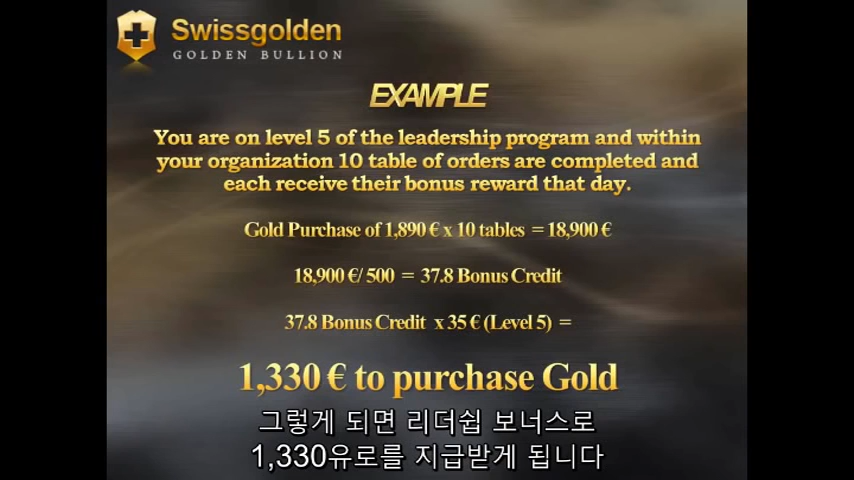 Swissgolden
GOLDEN BULLION
EXAMPLE
You are on level 5 of the leadership program and within
your organization 10 table of orders are completed and
each receive their bonus reward that day.
Gold Purchase of 1,890 € x 10 tables = 18,900 €
18,900 €/ 500 = 37.8 Bonus Credit
37.8 Bonus Credit x 35 € (Level 5) =
1,330 € to purchase Gold
그렇게 되면 리더쉽 보너스로
1,330유로를 지급받게 됩니다